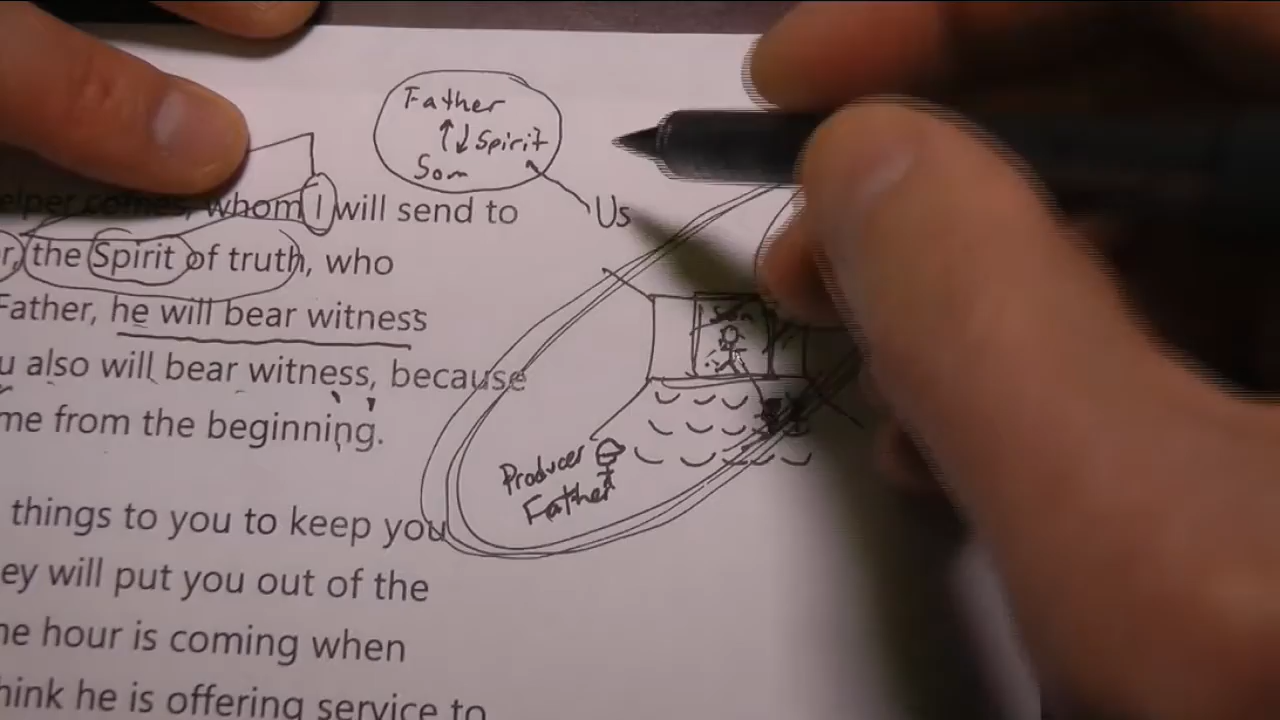 Father
Spirit
Son
Us
elper comes, whom I will send to
r, the Spirit of truth, who
Father, he will bear witness
u also will bear witness, because
me from the beginning.
Producer
Father
things to you to keep you
ey will put you out of the
he hour is coming when
hink he is offering service to